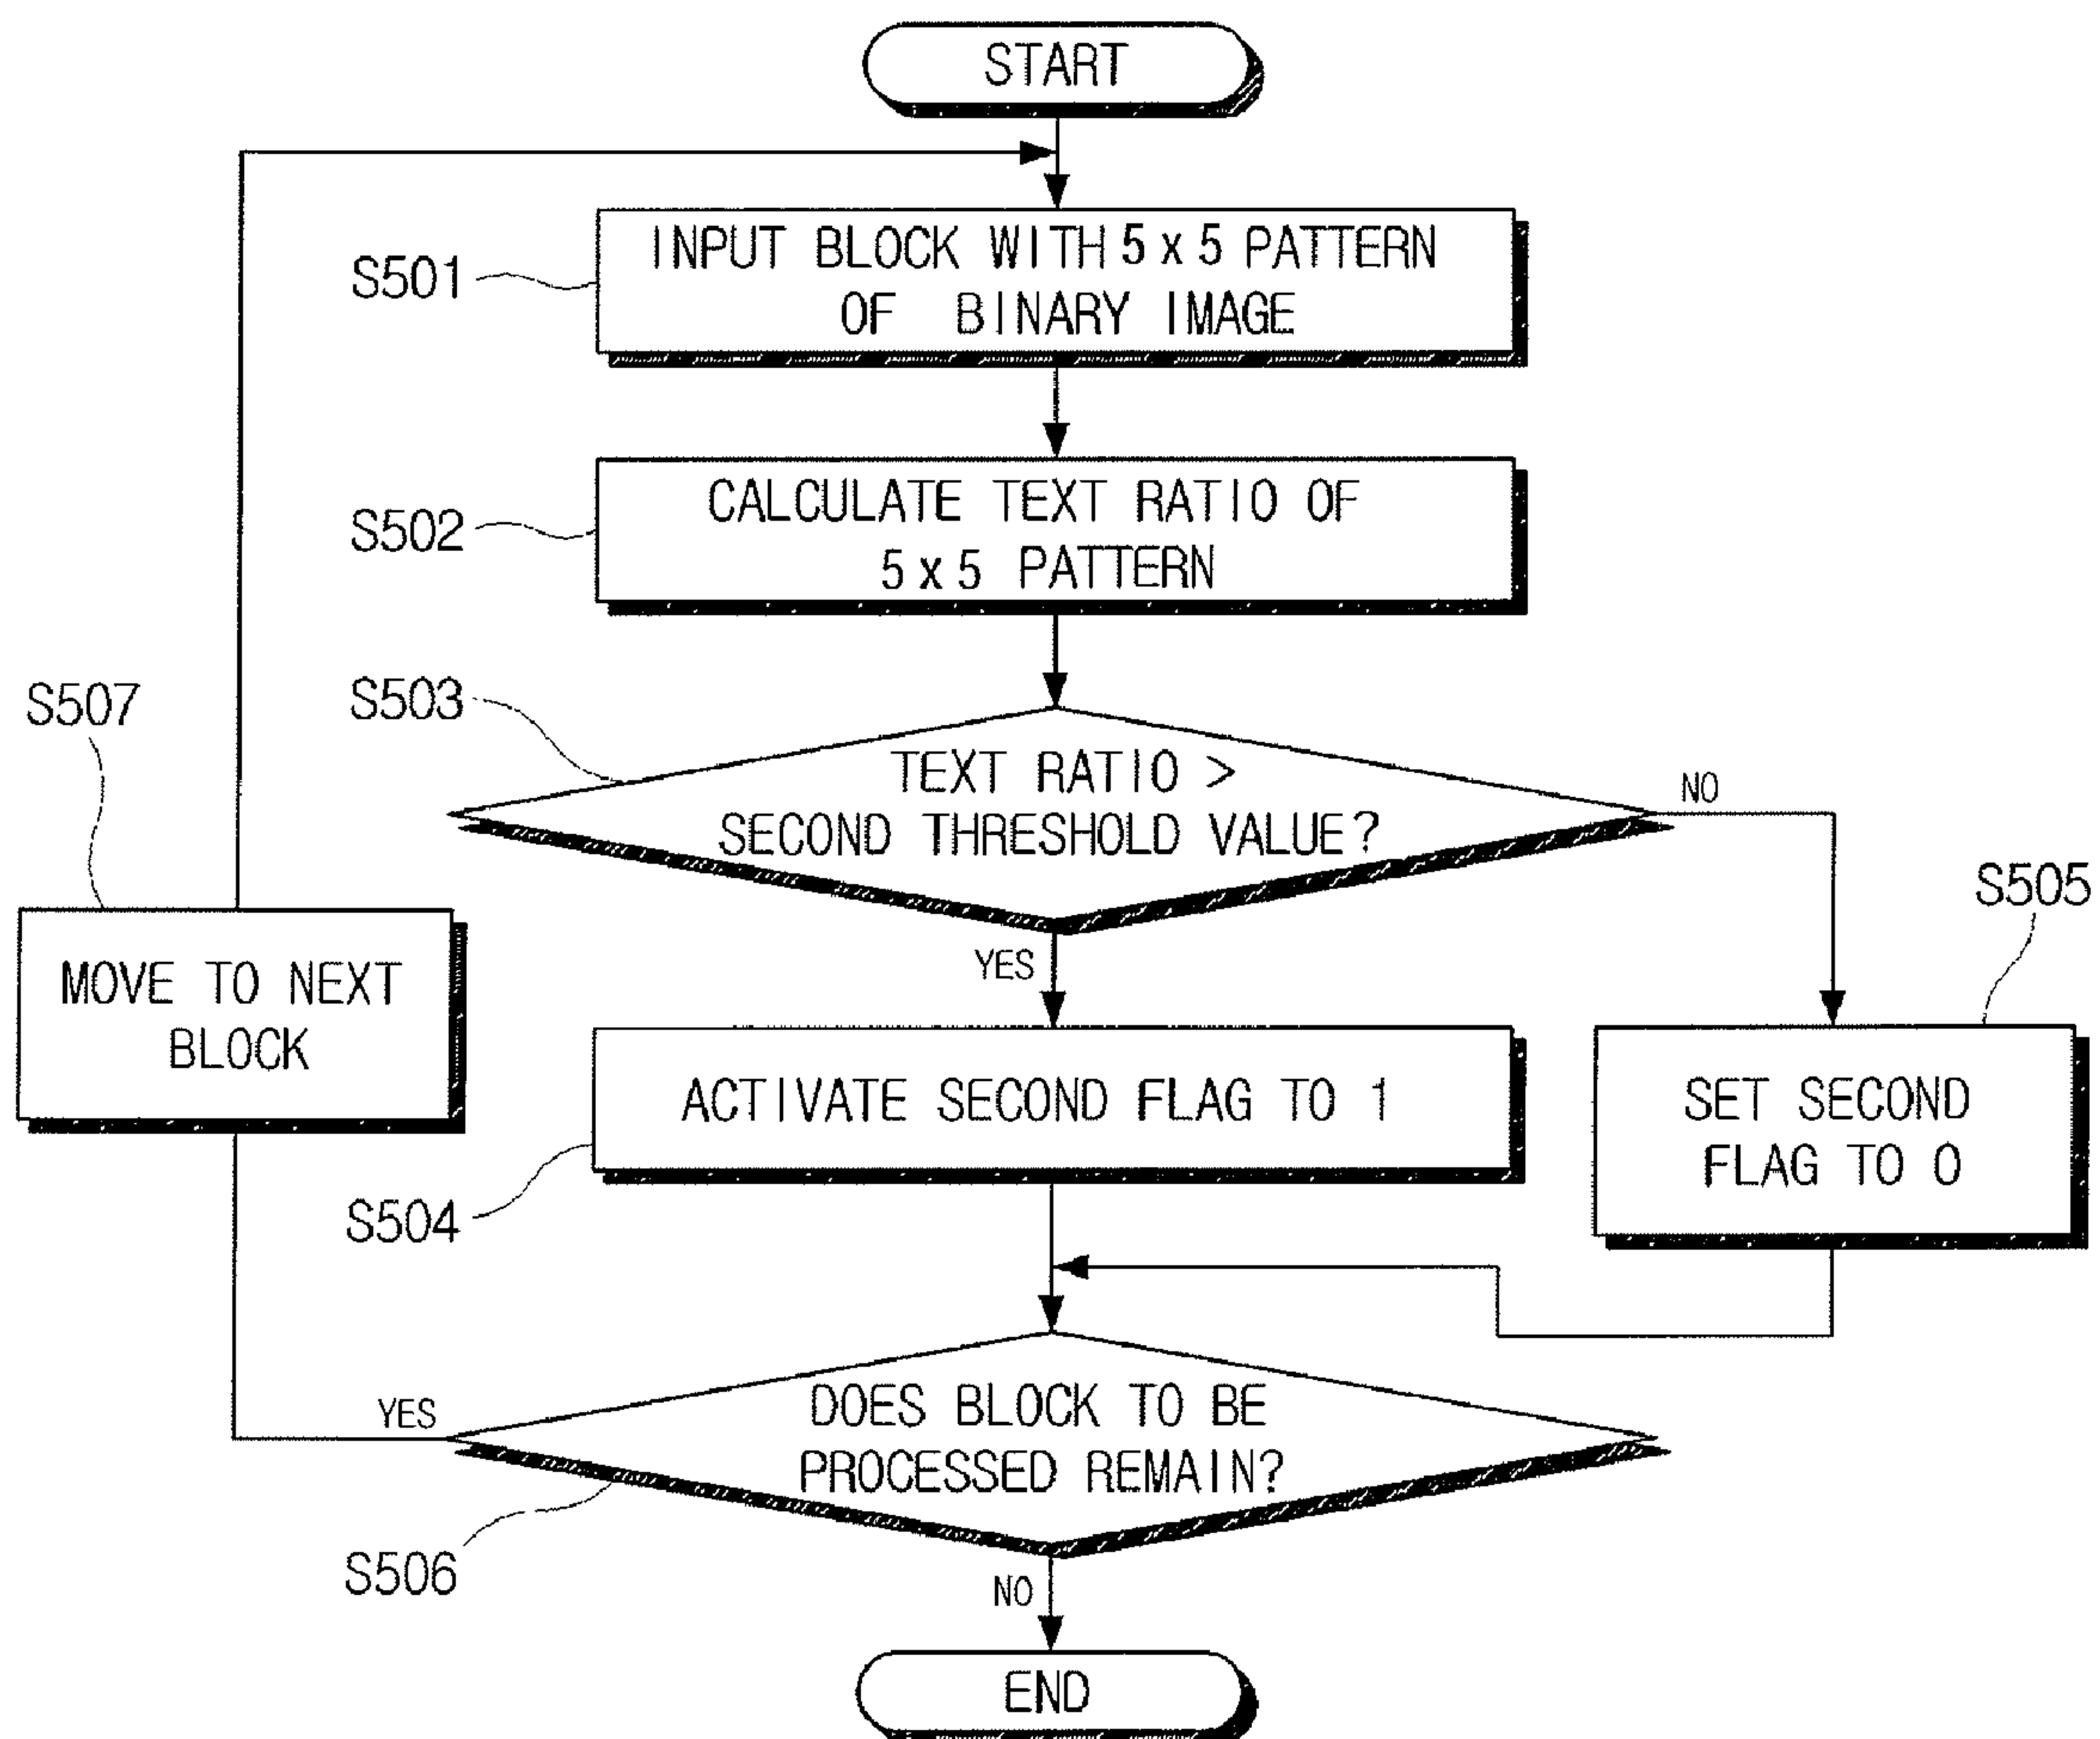 START
INPUT BLOCK WITH 5 x 5 PATTERN
OF BINARY IMAGE
S501
CALCULATE TEXT RATIO OF
5 x 5 PATTERN
S502
S503
TEXT RATIO >
SECOND THRESHOLD VALUE?
NO
YES
S507
MOVE TO NEXT
BLOCK
ACTIVATE SECOND FLAG TO 1
S504
S505
SET SECOND
FLAG TO 0
DOES BLOCK TO BE
PROCESSED REMAIN?
YES
S506
NO
END